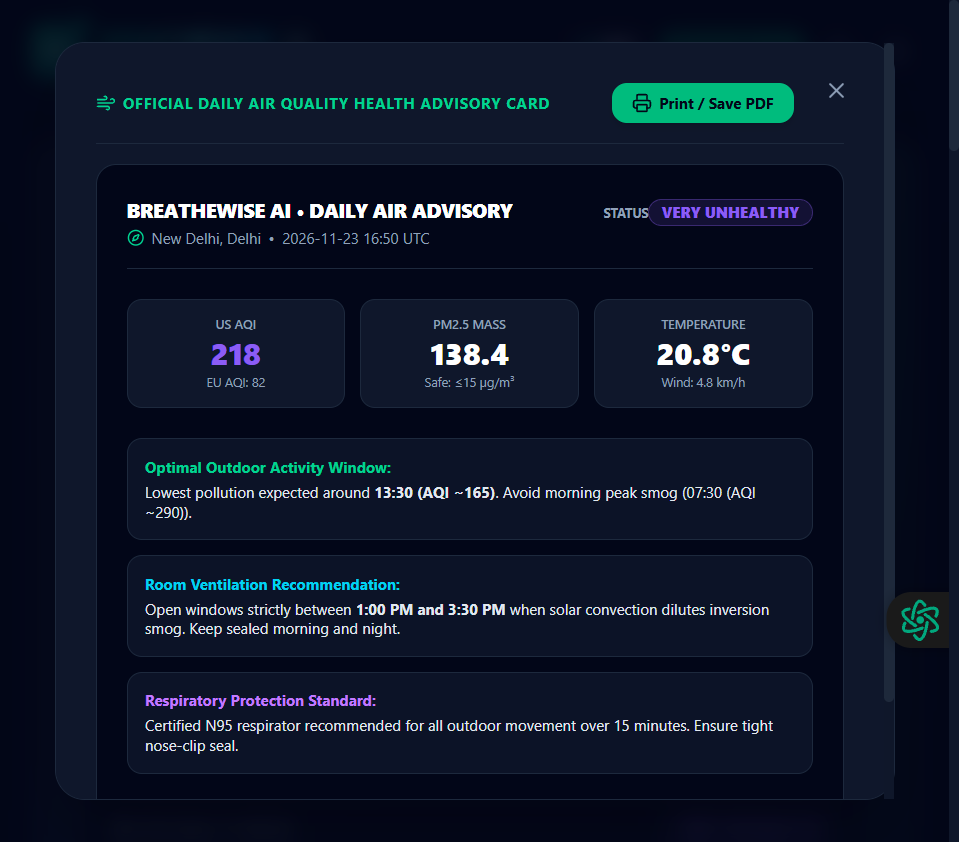 OFFICIAL DAILY AIR QUALITY HEALTH ADVISORY CARD
Print / Save PDF
BREATHEWISE AI • DAILY AIR ADVISORY
STATUS VERY UNHEALTHY
New Delhi, Delhi • 2026-11-23 16:50 UTC
US AQI
218
EU AQI: 82
PM2.5 MASS
138.4
Safe: ≤15 µg/m³
TEMPERATURE
20.8°C
Wind: 4.8 km/h
Optimal Outdoor Activity Window:
Lowest pollution expected around 13:30 (AQI ~165). Avoid morning peak smog (07:30 (AQI
~290)).
Room Ventilation Recommendation:
Open windows strictly between 1:00 PM and 3:30 PM when solar convection dilutes inversion
smog. Keep sealed morning and night.
Respiratory Protection Standard:
Certified N95 respirator recommended for all outdoor movement over 15 minutes. Ensure tight
nose-clip seal.